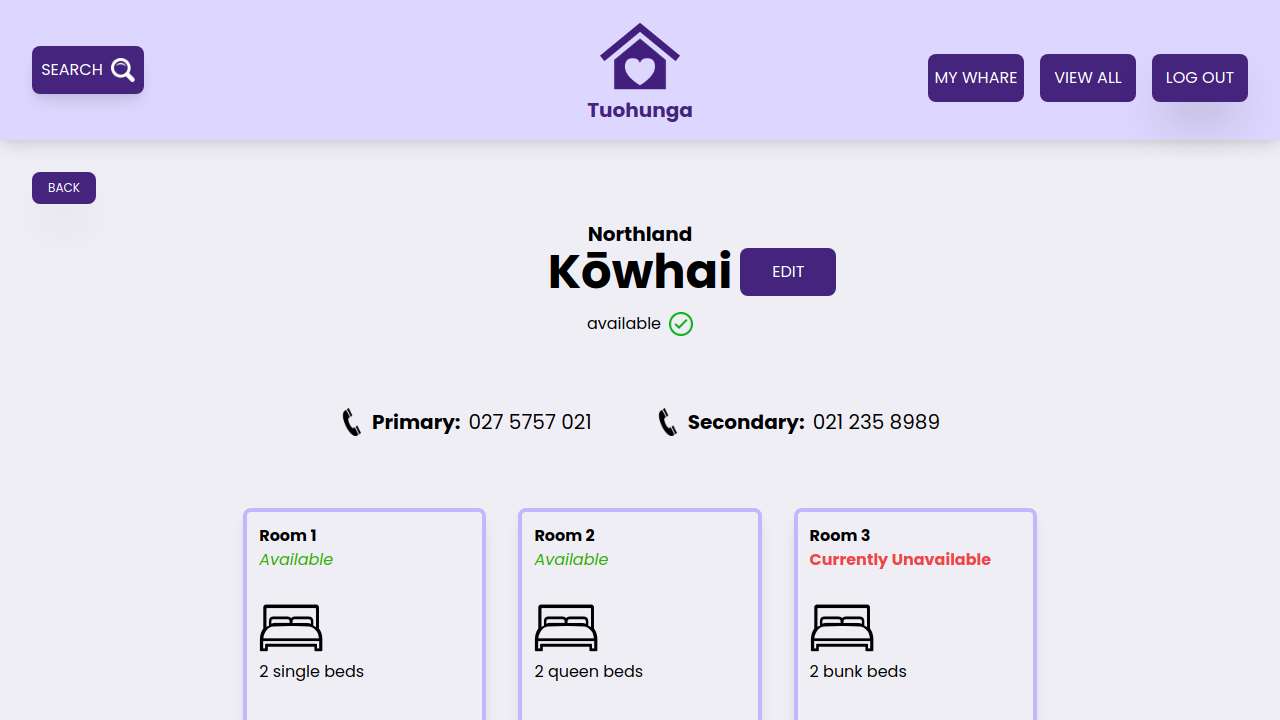 SEARCH
Tuohunga
MY WHARE
VIEW ALL
LOG OUT
BACK
Northland
Kōwhai
EDIT
available
Primary: 027 5757 021
Secondary: 021 235 8989
Room 1
Available
2 single beds
Room 2
Available
2 queen beds
Room 3
Currently Unavailable
2 bunk beds